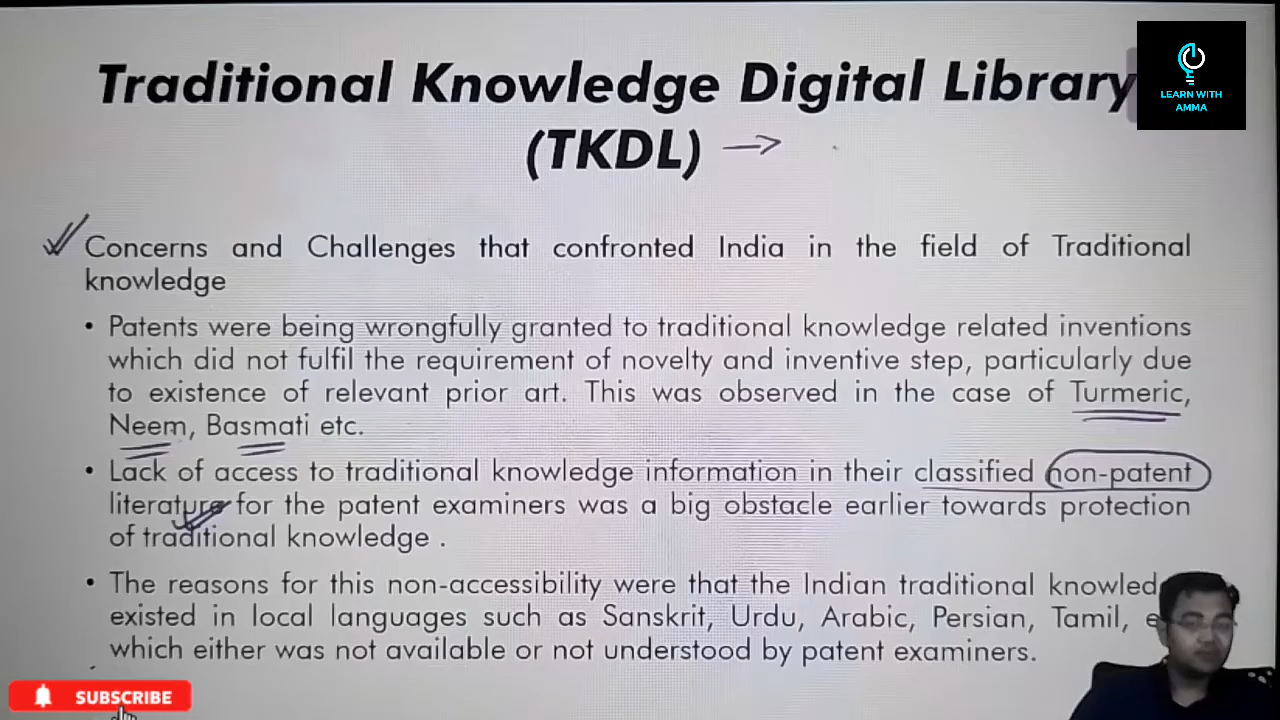 Traditional Knowledge Digital Library
(TKDL)
LEARN WITH
AMMA
Concerns and Challenges that confronted India in the field of Traditional
knowledge
• Patents were being wrongfully granted to traditional knowledge related inventions
which did not fulfil the requirement of novelty and inventive step, particularly due
to existence of relevant prior art. This was observed in the case of Turmeric,
Neem, Basmati etc.
• Lack of access to traditional knowledge information in their classified non-patent
literature for the patent examiners was a big obstacle earlier towards protection
of traditional knowledge .
• The reasons for this non-accessibility were that the Indian traditional
existed in local languages such as Sanskrit, Urdu, Arabic, Persian, Tamil,
which either was not available or not understood by patent examiners.
SUBSCRIBE